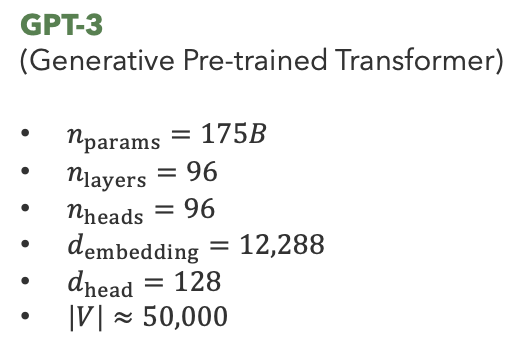 GPT-3
(Generative Pre-trained Transformer)
• n_params = 175B
• n_layers = 96
• n_heads = 96
• d_embedding = 12,288
• d_head = 128
• |V| ≈ 50,000